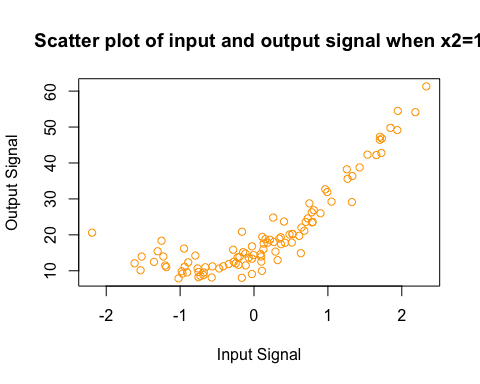 Scatter plot of input and output signal when x2=1
Output Signal
60
50
40
30
20
10
-2 -1 0 1 2
Input Signal